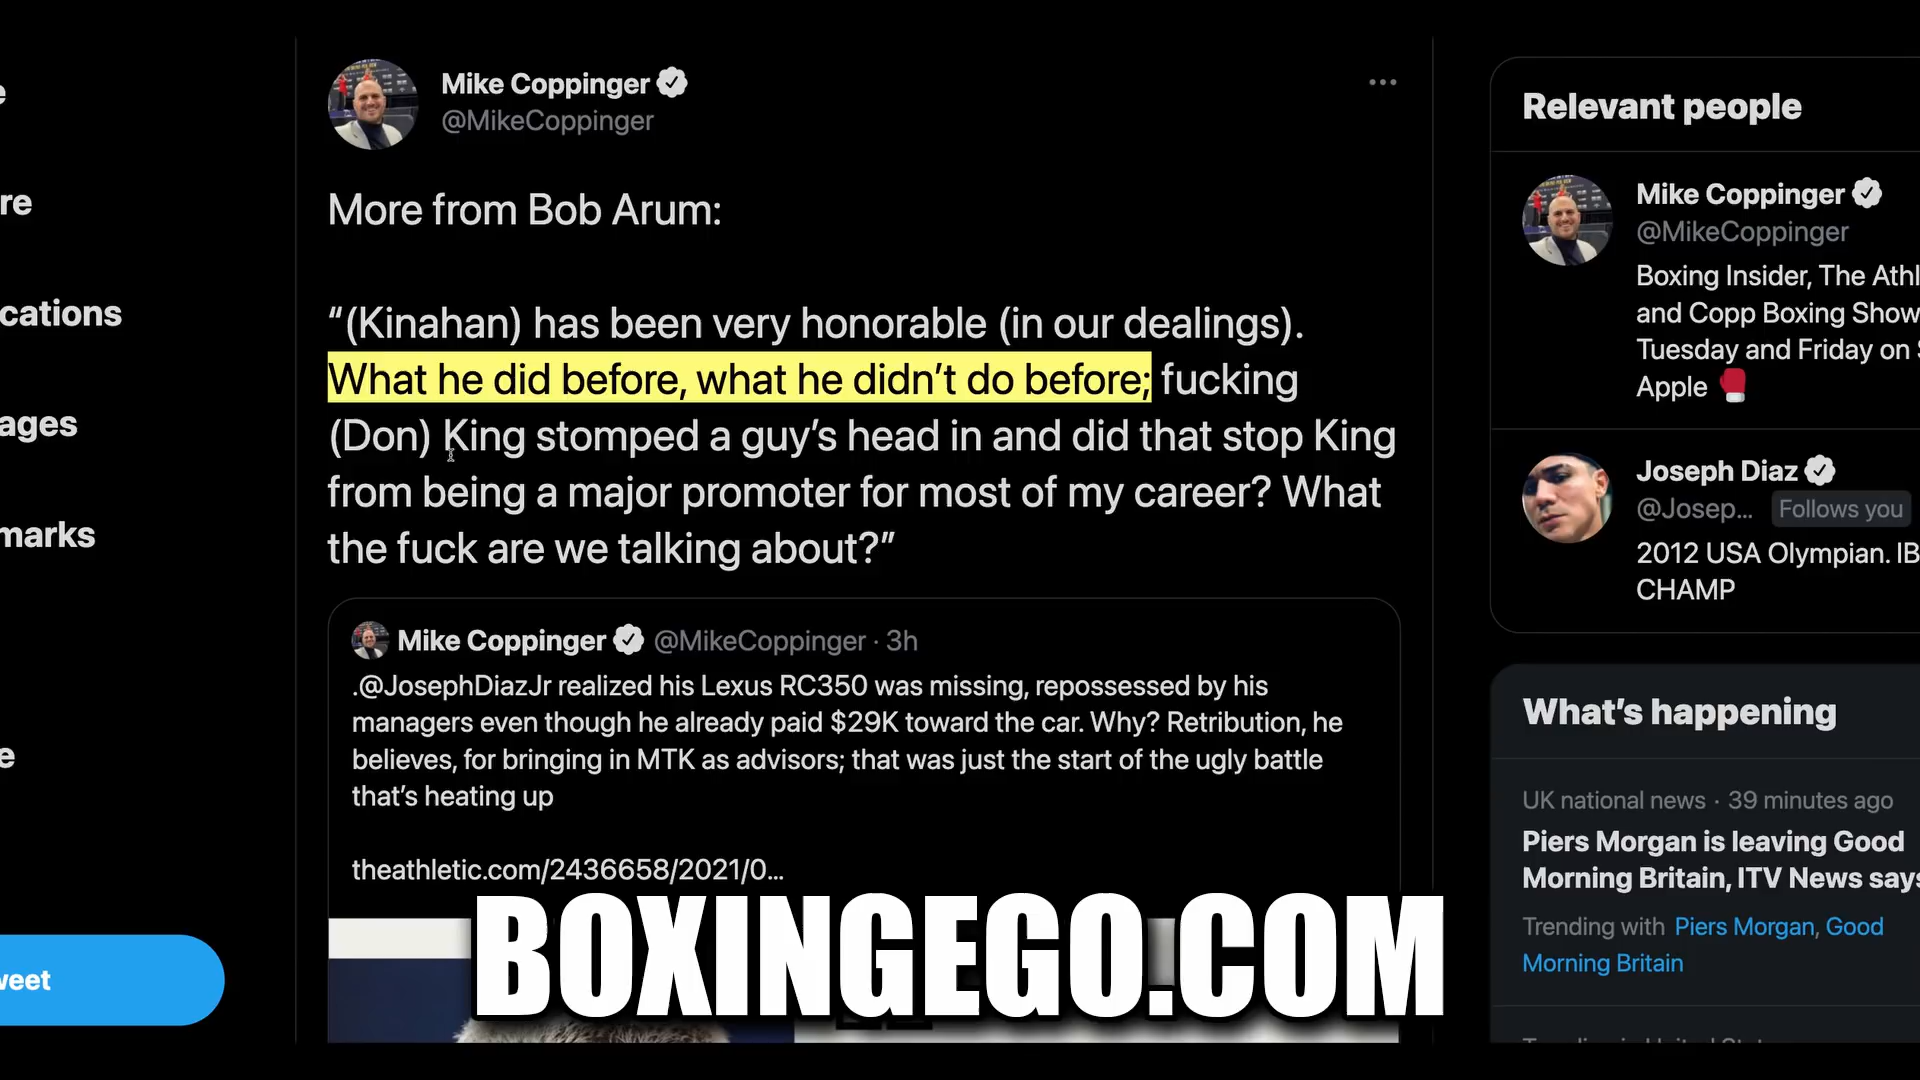 e
re
cations
ages
marks
e
weet
Mike Coppinger
@MikeCoppinger
More from Bob Arum:
“(Kinahan) has been very honorable (in our dealings).
What he did before, what he didn’t do before; fucking
(Don) King stomped a guy’s head in and did that stop King
from being a major promoter for most of my career? What
the fuck are we talking about?”
Mike Coppinger @MikeCoppinger · 3h
.@JosephDiazJr realized his Lexus RC350 was missing, repossessed by his
managers even though he already paid $29K toward the car. Why? Retribution, he
believes, for bringing in MTK as advisors; that was just the start of the ugly battle
that’s heating up
theathletic.com/2436658/2021/0…
BOXINGEGO.COM
Relevant people
Mike Coppinger
@MikeCoppinger
Boxing Insider, The Athl
and Copp Boxing Show
Tuesday and Friday on S
Apple
Joseph Diaz
@Josep... Follows you
2012 USA Olympian. IB
CHAMP
What’s happening
UK national news · 39 minutes ago
Piers Morgan is leaving Good
Morning Britain, ITV News says
Trending with Piers Morgan, Good
Morning Britain